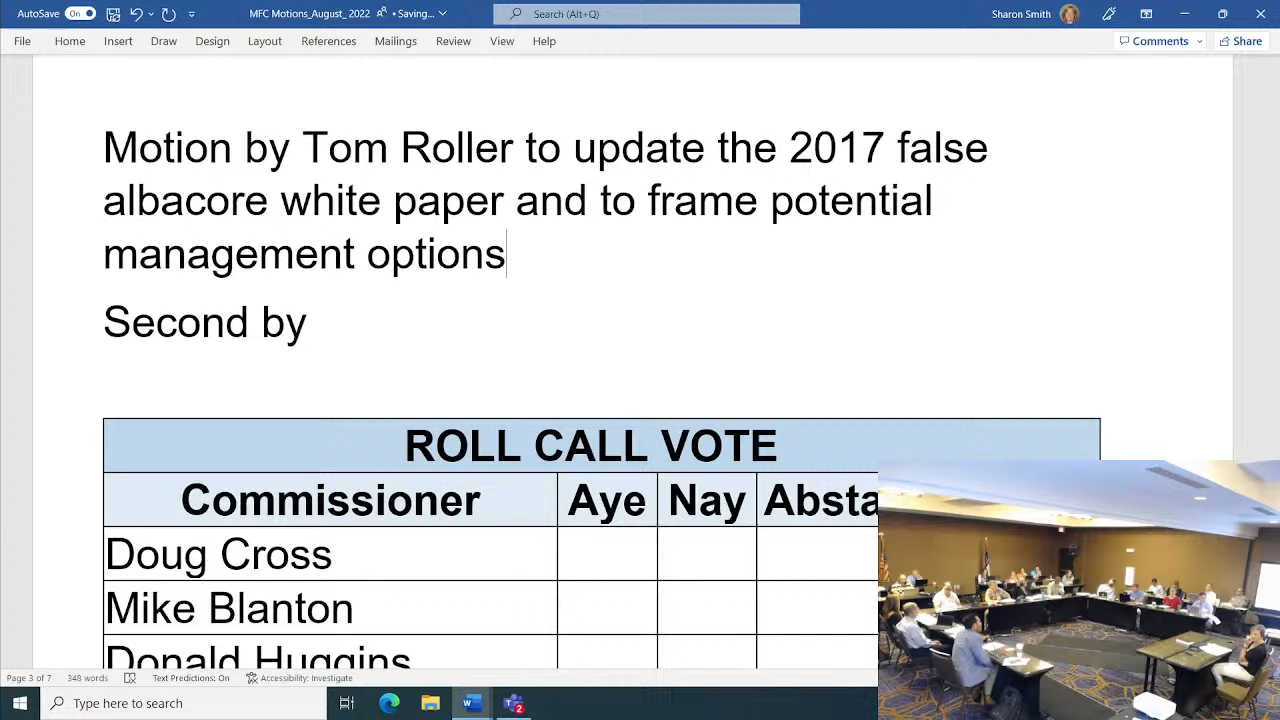 AutoSave On MFC Motions_August_ 2022 • Saving... Search (Alt+Q) Sharon Smith
File Home Insert Draw Design Layout References Mailings Review View Help Comments Share
Motion by Tom Roller to update the 2017 false
albacore white paper and to frame potential
management options
Second by
ROLL CALL VOTE
Commissioner Aye Nay Absta
Doug Cross
Mike Blanton
Donald Huggins
Page 3 of 7 348 words Text Predictions: On Accessibility: Investigate
Type here to search 2